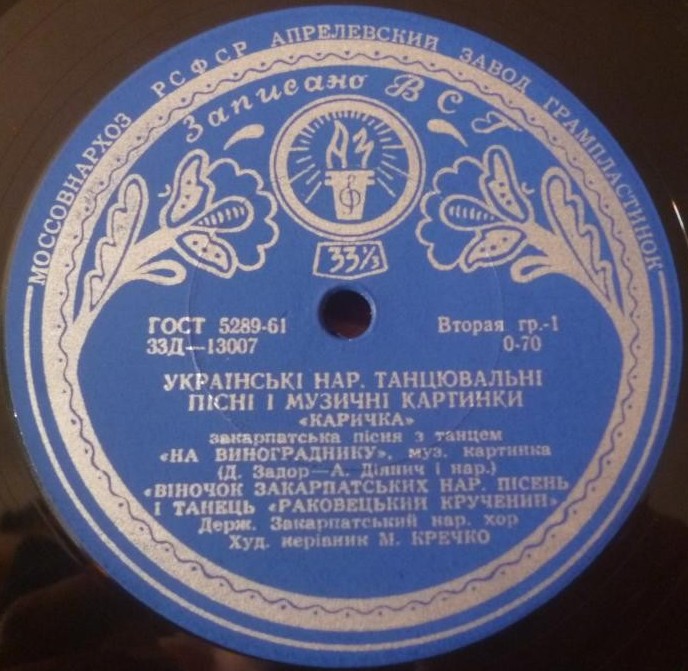 МОССОВНАРХОЗ РСФСР АПРЕЛЕВСКИЙ ЗАВОД ГРАМПЛАСТИНОК
Записано ВСГ
33⅓
ГОСТ 5289-61
33Д—13007
Вторая гр.-1
0-70
УКРАЇНСЬКІ НАР. ТАНЦЮВАЛЬНІ
ПІСНІ І МУЗИЧНІ КАРТИНКИ
«КАРИЧКА»
закарпатська пісня з танцем
«НА ВИНОГРАДНИКУ», муз. картинка
(Д. Задор—А. Діянич і нар.)
«ВІНОЧОК ЗАКАРПАТСЬКИХ НАР. ПІСЕНЬ
І ТАНЕЦЬ «РАКОВЕЦЬКИЙ КРУЧЕНИЙ»
Держ. Закарпатський нар. хор
Худ. керівник М. КРЕЧКО